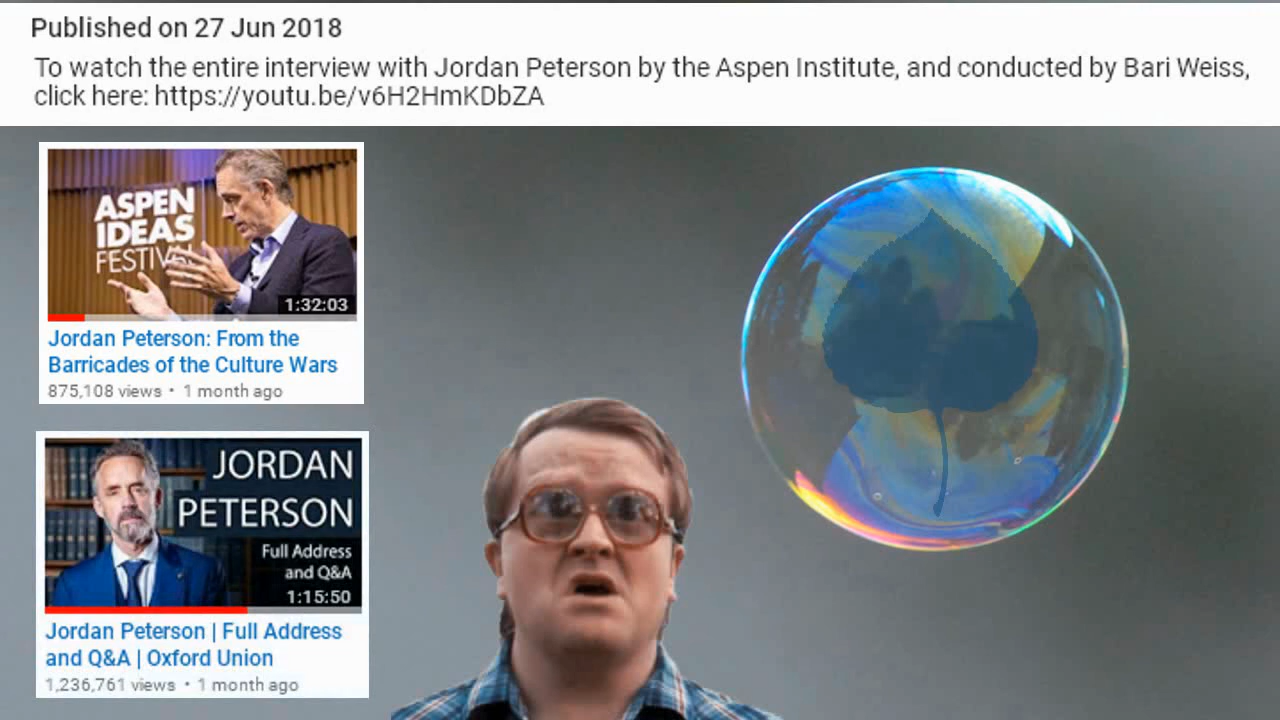 Published on 27 Jun 2018
To watch the entire interview with Jordan Peterson by the Aspen Institute, and conducted by Bari Weiss,
click here: https://youtu.be/v6H2HmKDbZA
ASPEN
IDEAS
FESTIV
1:32:03
Jordan Peterson: From the
Barricades of the Culture Wars
875,108 views • 1 month ago
JORDAN
PETERSON
Full Address
and Q&A
1:15:50
Jordan Peterson | Full Address
and Q&A | Oxford Union
1,236,761 views • 1 month ago